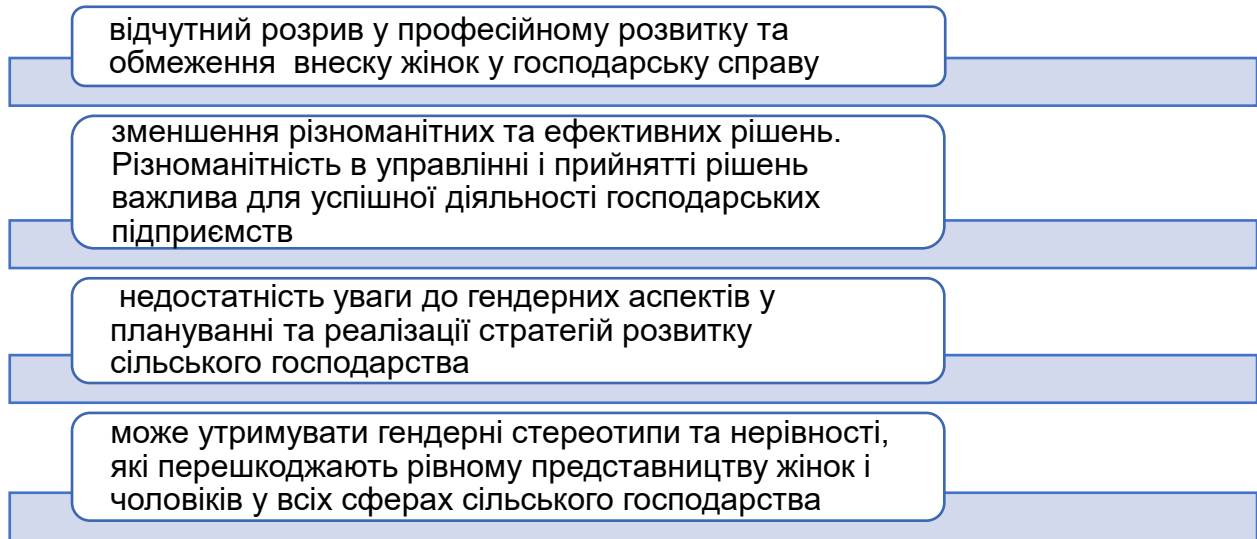 відчутний розрив у професійному розвитку та
обмеження  внеску жінок у господарську справу
зменшення різноманітних та ефективних рішень.
Різноманітність в управлінні і прийнятті рішень
важлива для успішної діяльності господарських
підприємств
недостатність уваги до гендерних аспектів у
плануванні та реалізації стратегій розвитку
сільського господарства
може утримувати гендерні стереотипи та нерівності,
які перешкоджають рівному представництву жінок і
чоловіків у всіх сферах сільського господарства